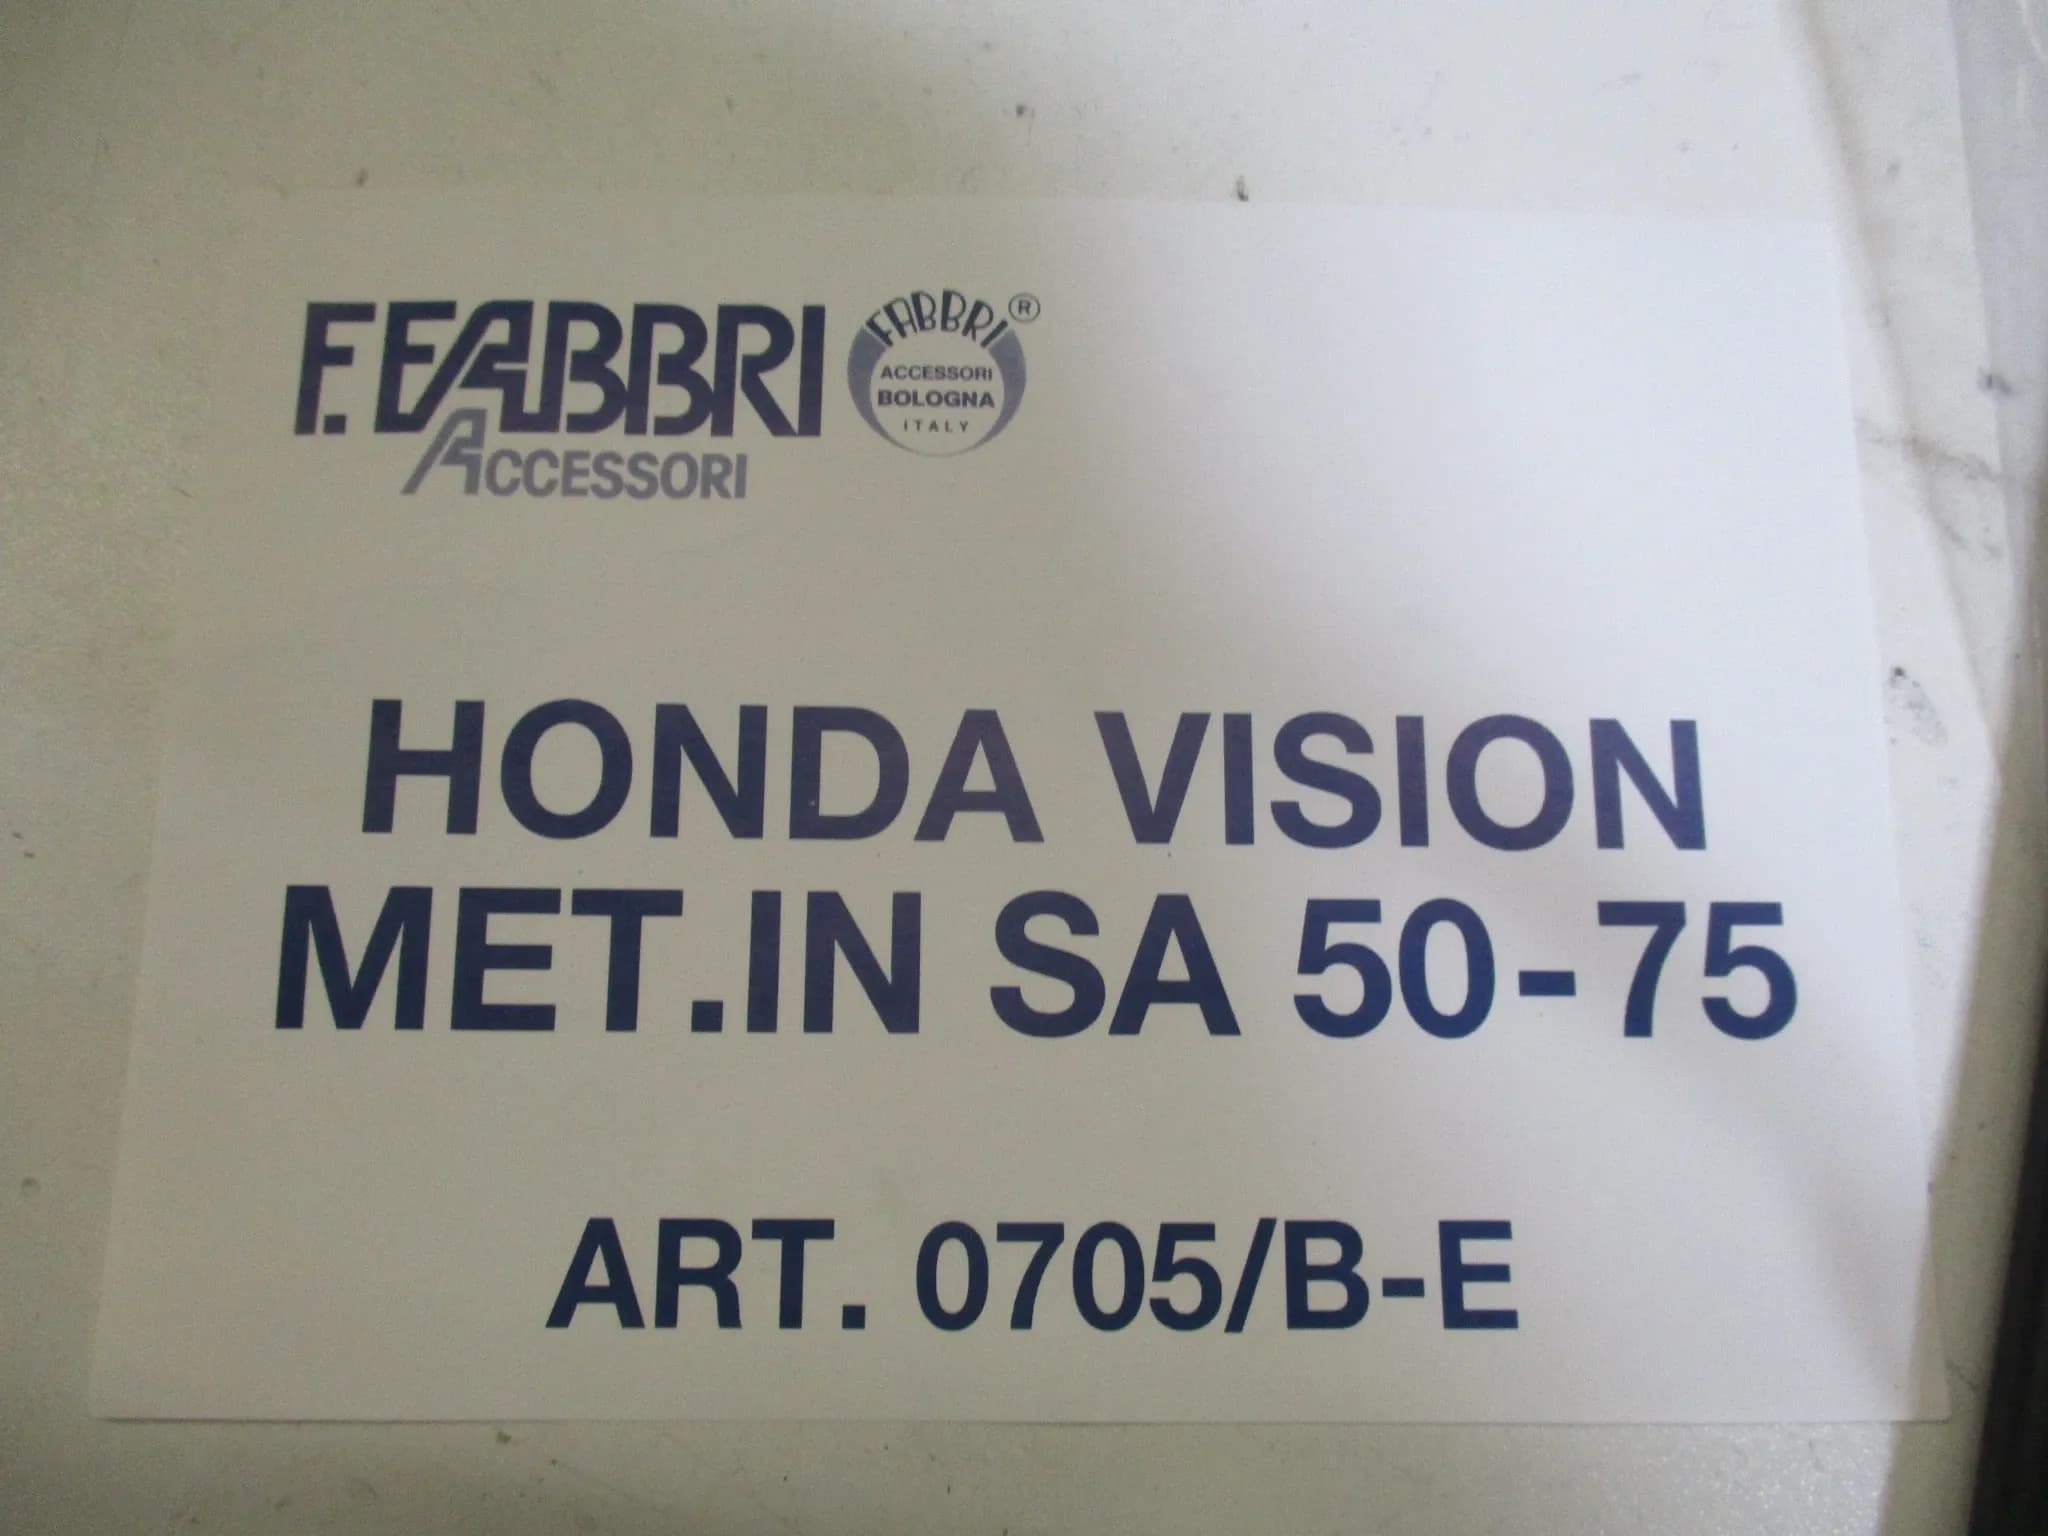 F.FABBRI
ACCESSORI
FABBRI ®
ACCESSORI
BOLOGNA
ITALY
HONDA VISION
MET.IN SA 50-75
ART. 0705/B-E